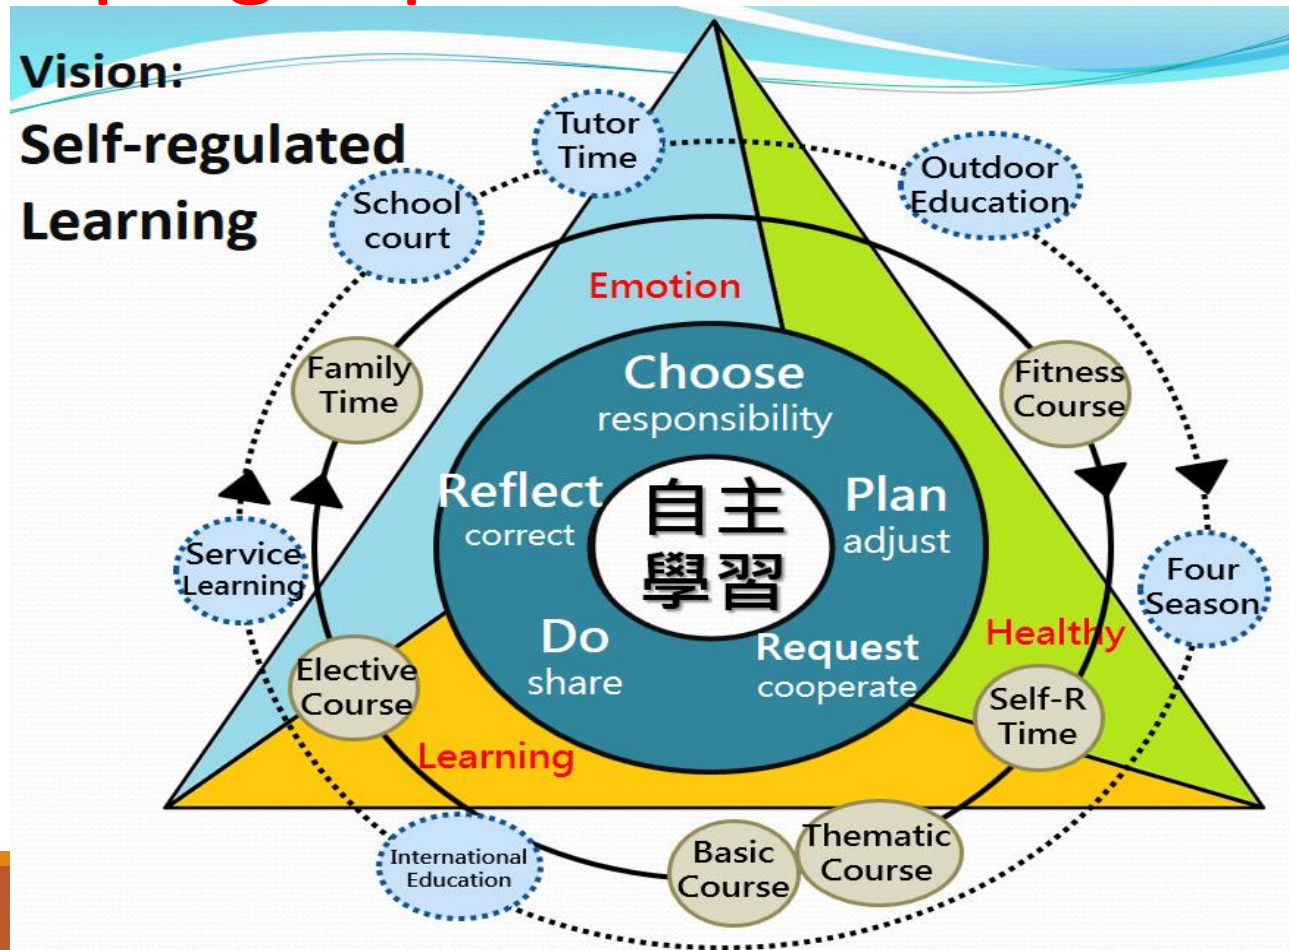 Vision:
Self-regulated
Learning
Tutor
Time
Outdoor
Education
School
court
Emotion
Family
Time
Choose
responsibility
Fitness
Course
Reflect
correct
自主
學習
Plan
adjust
Service
Learning
Four
Season
Do
share
Request
cooperate
Healthy
Elective
Course
Self-R
Time
Learning
International
Education
Basic
Course
Thematic
Course